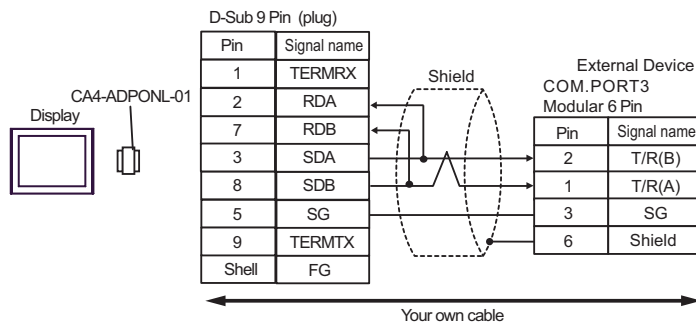 D-Sub 9 Pin (plug)
Pin Signal name
1 TERMRX
2 RDA
7 RDB
3 SDA
8 SDB
5 SG
9 TERMTX
Shell FG
CA4-ADPONL-01
Display
Shield
External Device
COM.PORT3
Modular 6 Pin
Pin Signal name
2 T/R(B)
1 T/R(A)
3 SG
6 Shield
Your own cable